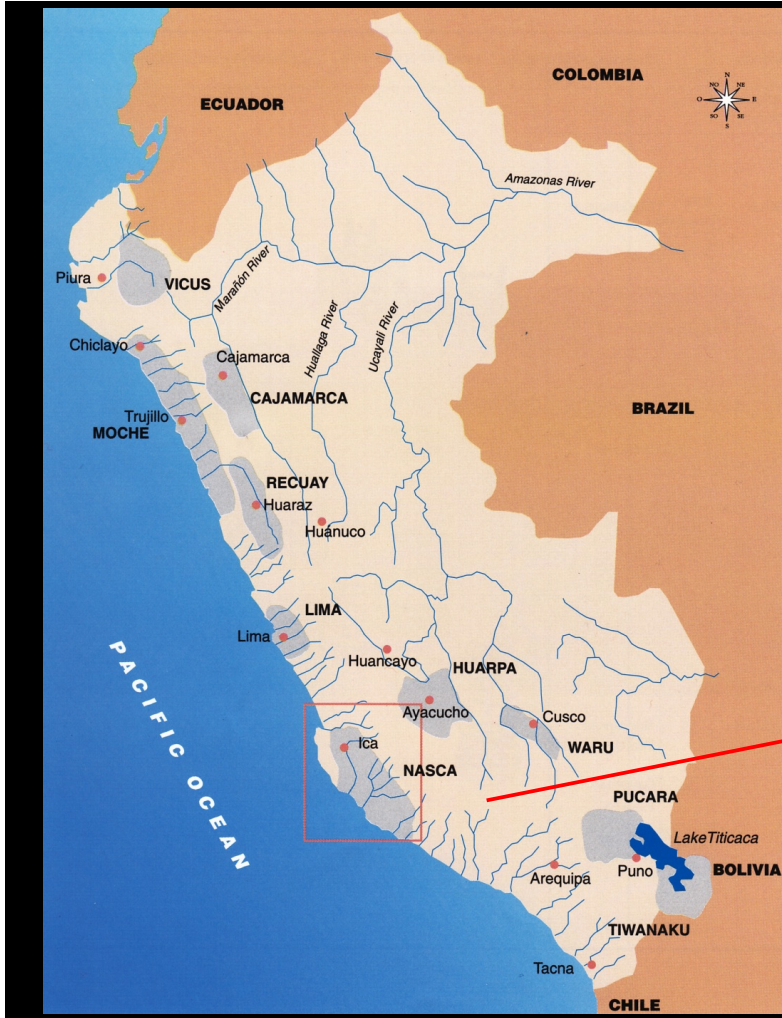 COLOMBIA
ECUADOR
N
NO
NE
O
E
SO
SE
S
Amazonas River
Piura
VICUS
Marañón River
Huallaga River
Ucayali River
Chiclayo
Cajamarca
CAJAMARCA
Trujillo
MOCHE
BRAZIL
RECUAY
Huaraz
Huánuco
LIMA
Lima
Huancayo
HUARPA
Ayacucho
Cusco
WARU
Ica
NASCA
PACIFIC OCEAN
PUCARA
Lake Titicaca
Puno
BOLIVIA
Arequipa
TIWANAKU
Tacna
CHILE